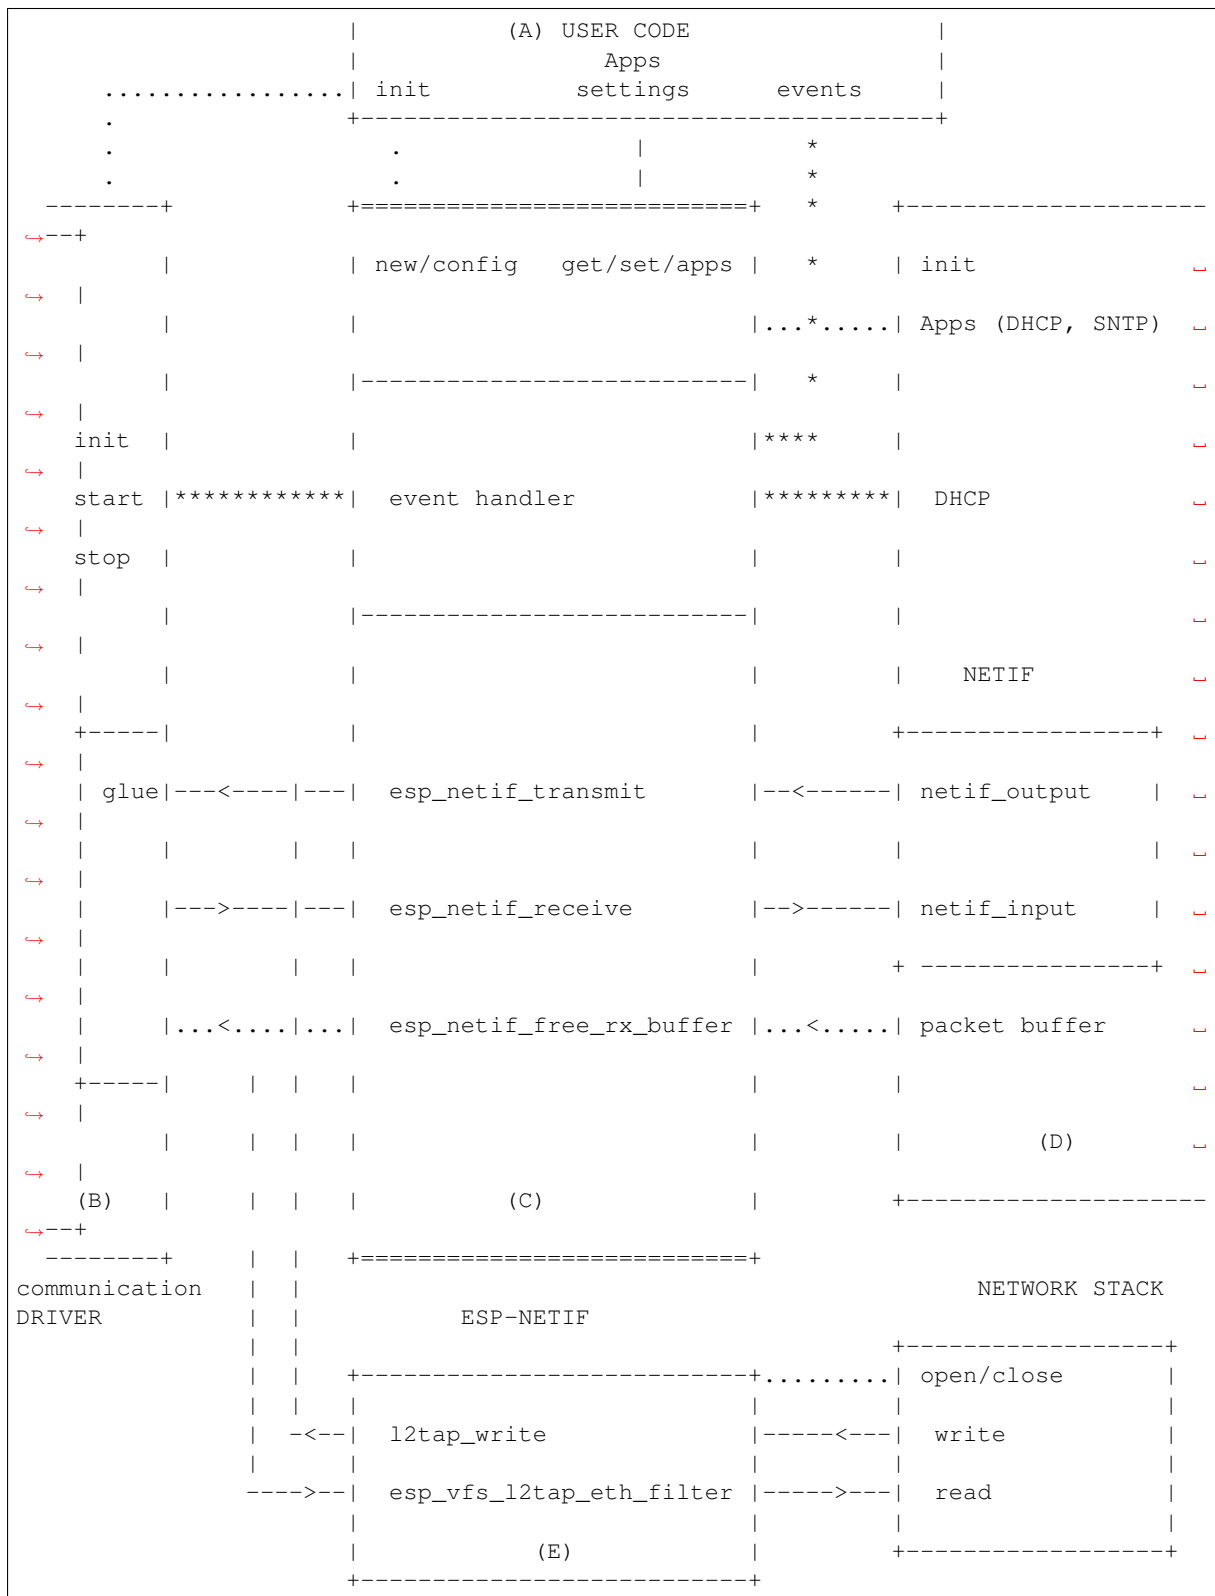 |          (A) USER CODE                 |
                       |                 Apps                   |
      .................| init          settings      events     |
      .                +----------------------------------------+
      .                   .                |         *
      .                   .                |         *
  --------+            +===========================+   *     +---------------------
↪--+
          |            | new/config   get/set/apps |   *     | init               ␣
↪  |
          |            |                           |...*.....| Apps (DHCP, SNTP)  ␣
↪  |
          |            |---------------------------|   *     |                    ␣
↪  |
    init  |            |                           |****     |                    ␣
↪  |
    start |************|  event handler            |*********|  DHCP              ␣
↪  |
    stop  |            |                           |         |                    ␣
↪  |
          |            |---------------------------|         |                    ␣
↪  |
          |            |                           |         |    NETIF           ␣
↪  |
    +-----|            |                           |         +-----------------+  ␣
↪  |
    | glue|---<----|---|  esp_netif_transmit       |--<------| netif_output    |  ␣
↪  |
    |     |        |   |                           |         |                 |  ␣
↪  |
    |     |--->----|---|  esp_netif_receive        |-->------| netif_input     |  ␣
↪  |
    |     |        |   |                           |         + ----------------+  ␣
↪  |
    |     |...<....|...|  esp_netif_free_rx_buffer |...<.....| packet buffer      ␣
↪  |
    +-----|     |  |   |                           |         |                    ␣
↪  |
          |     |  |   |                           |         |         (D)        ␣
↪  |
    (B)   |     |  |   |          (C)              |         +---------------------
↪--+
  --------+     |  |   +===========================+
communication   |  |                                               NETWORK STACK
DRIVER          |  |           ESP-NETIF
                |  |                                         +------------------+
                |  |   +---------------------------+.........| open/close       |
                |  |   |                           |         |                  |
                |  -<--|  l2tap_write              |-----<---|  write           |
                |      |                           |         |                  |
                ---->--|  esp_vfs_l2tap_eth_filter |----->---|  read            |
                       |                           |         |                  |
                       |            (E)            |         +------------------+
                       +---------------------------+